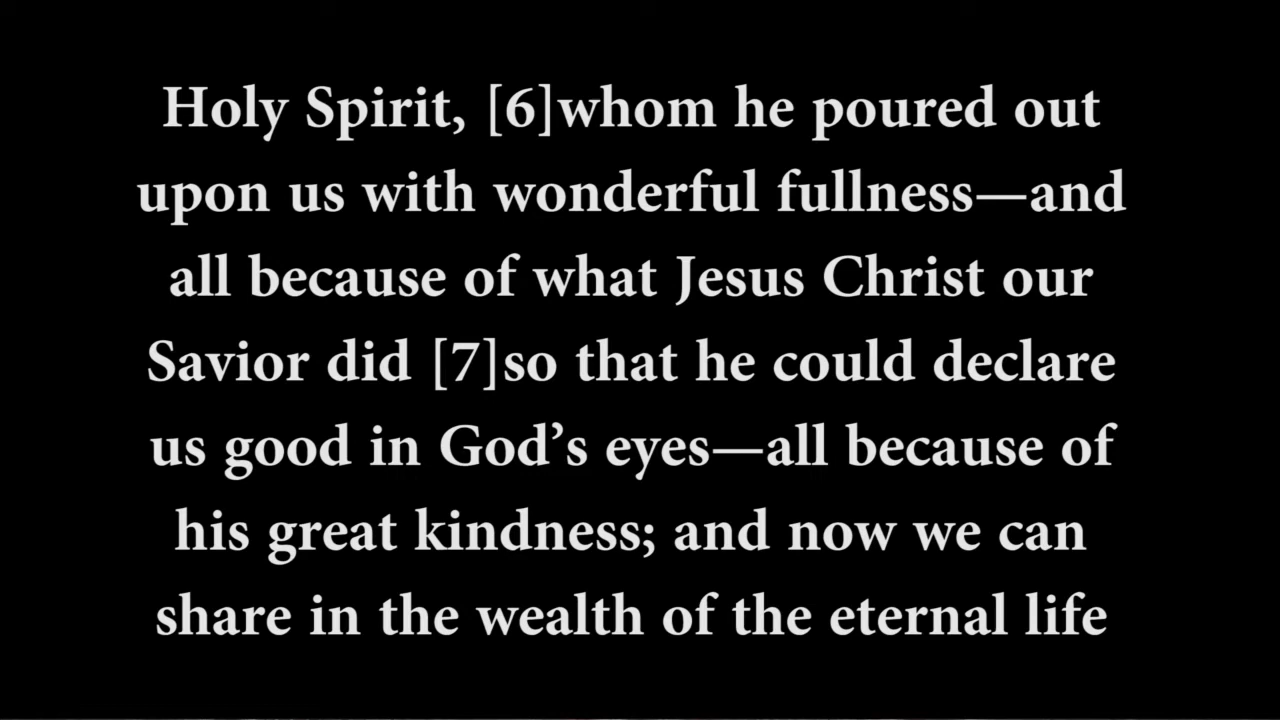 Holy Spirit, [6]whom he poured out
upon us with wonderful fullness—and
all because of what Jesus Christ our
Savior did [7]so that he could declare
us good in God’s eyes—all because of
his great kindness; and now we can
share in the wealth of the eternal life